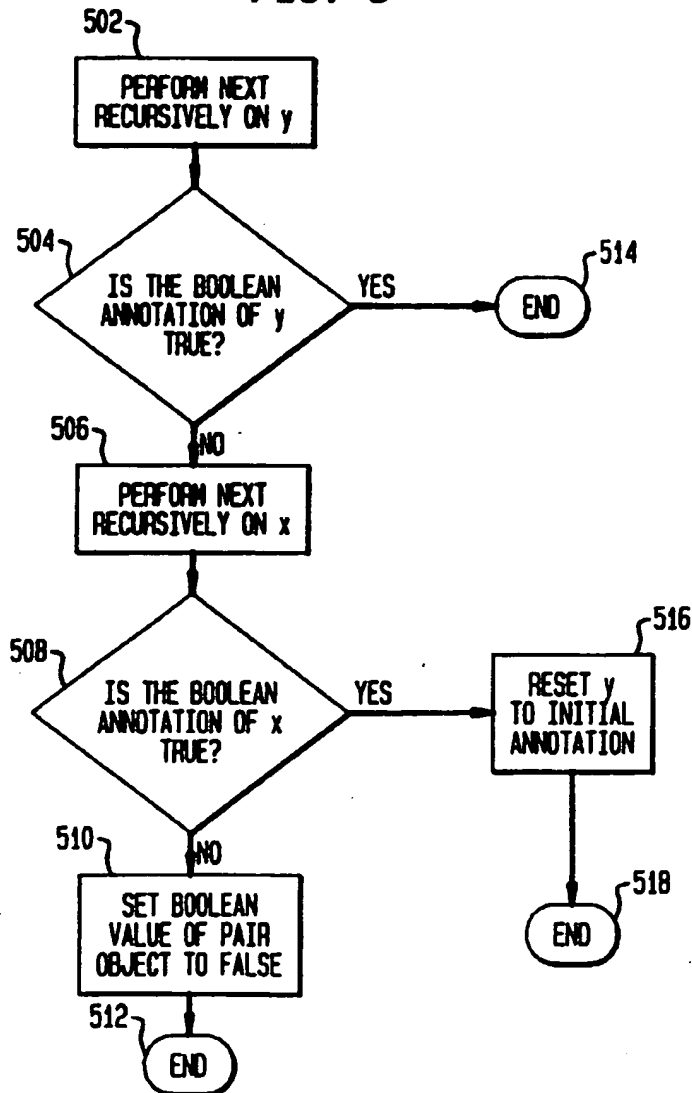 502
PERFORM NEXT
RECURSIVELY ON y
504
IS THE BOOLEAN
ANNOTATION OF y
TRUE?
YES
514
END
NO
506
PERFORM NEXT
RECURSIVELY ON x
508
IS THE BOOLEAN
ANNOTATION OF x
TRUE?
YES
516
RESET y
TO INITIAL
ANNOTATION
NO
510
SET BOOLEAN
VALUE OF PAIR
OBJECT TO FALSE
518
END
512
END